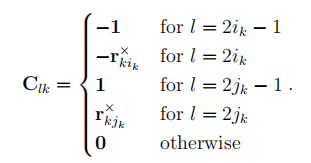 −1 for l = 2i_k − 1
−r^×_{ki_k} for l = 2i_k
C_{lk} = { 1 for l = 2j_k − 1 .
r^×_{kj_k} for l = 2j_k
0 otherwise